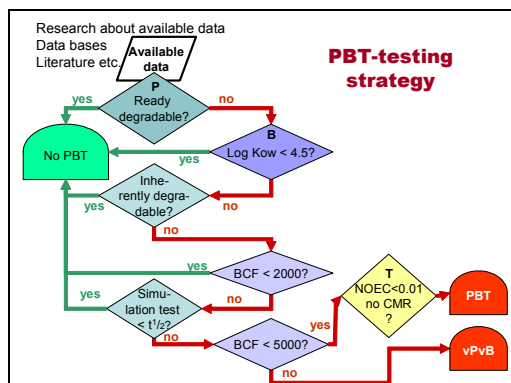 Research about available data
Data bases
Literature etc.
Available
data
PBT-testing
strategy
P
Ready
degradable?
yes
no
B
Log Kow < 4.5?
No PBT
yes
Inhe-
rently degra-
dable?
yes
no
no
BCF < 2000?
yes
T
NOEC<0.01
no CMR
?
PBT
Simu-
lation test
< t1/2?
yes
no
no
BCF < 5000?
yes
vPvB
no